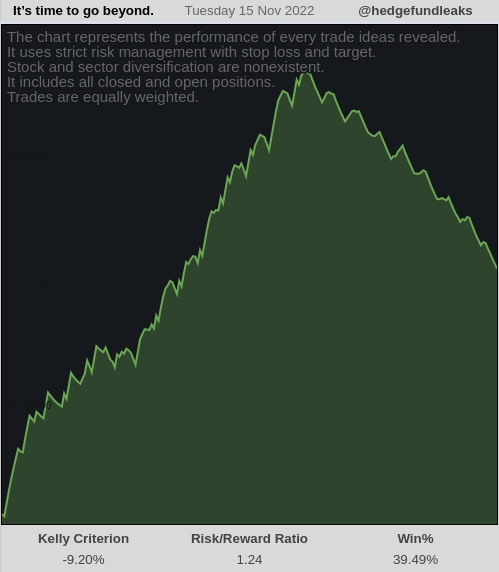 It’s time to go beyond. Tuesday 15 Nov 2022 @hedgefundleaks
The chart represents the performance of every trade ideas revealed.
It uses strict risk management with stop loss and target.
Stock and sector diversification are nonexistent.
It includes all closed and open positions.
Trades are equally weighted.
Kelly Criterion Risk/Reward Ratio Win%
-9.20% 1.24 39.49%